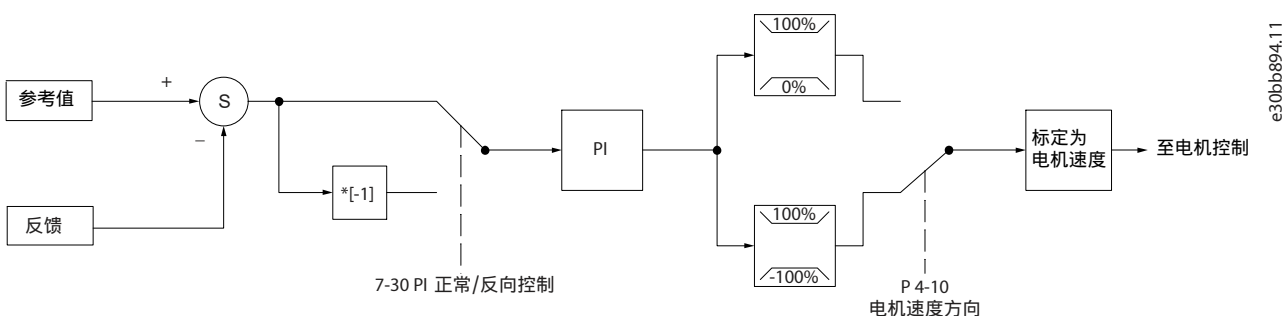 参考值
+
S
–
反馈
*[-1]
7-30 PI 正常/反向控制
PI
100%
0%
100%
-100%
P 4-10
电机速度方向
标定为
电机速度
至电机控制
e30bb894.11